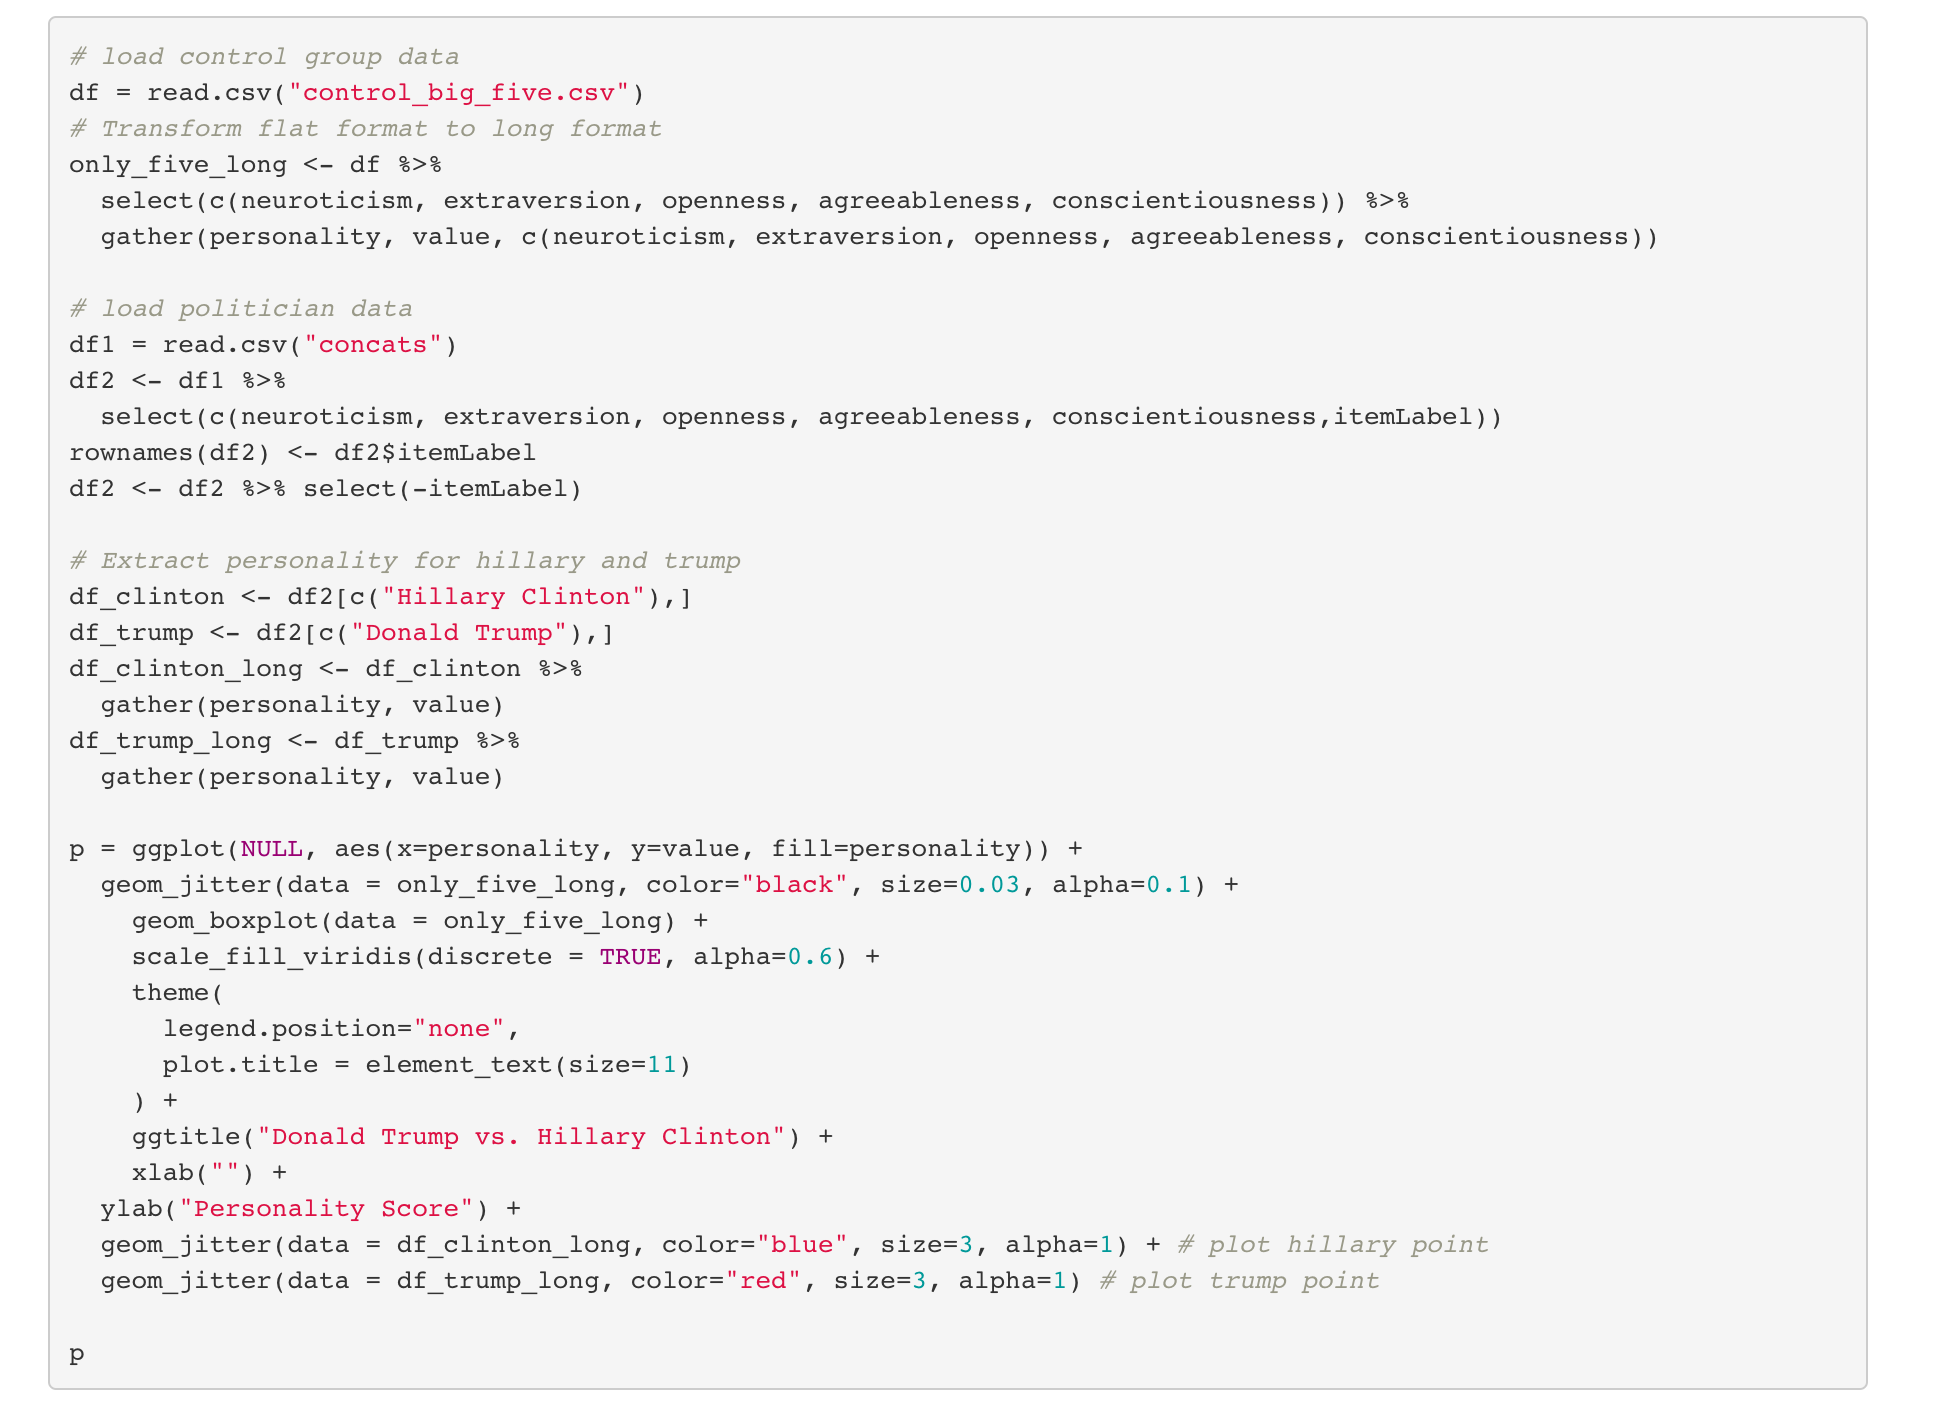 # load control group data
df = read.csv("control_big_five.csv")
# Transform flat format to long format
only_five_long <- df %>%
  select(c(neuroticism, extraversion, openness, agreeableness, conscientiousness)) %>%
  gather(personality, value, c(neuroticism, extraversion, openness, agreeableness, conscientiousness))

# load politician data
df1 = read.csv("concats")
df2 <- df1 %>%
  select(c(neuroticism, extraversion, openness, agreeableness, conscientiousness,itemLabel))
rownames(df2) <- df2$itemLabel
df2 <- df2 %>% select(-itemLabel)

# Extract personality for hillary and trump
df_clinton <- df2[c("Hillary Clinton"),]
df_trump <- df2[c("Donald Trump"),]
df_clinton_long <- df_clinton %>%
  gather(personality, value)
df_trump_long <- df_trump %>%
  gather(personality, value)

p = ggplot(NULL, aes(x=personality, y=value, fill=personality)) +
  geom_jitter(data = only_five_long, color="black", size=0.03, alpha=0.1) +
    geom_boxplot(data = only_five_long) +
    scale_fill_viridis(discrete = TRUE, alpha=0.6) +
    theme(
      legend.position="none",
      plot.title = element_text(size=11)
    ) +
    ggtitle("Donald Trump vs. Hillary Clinton") +
    xlab("") +
  ylab("Personality Score") +
  geom_jitter(data = df_clinton_long, color="blue", size=3, alpha=1) + # plot hillary point
  geom_jitter(data = df_trump_long, color="red", size=3, alpha=1) # plot trump point

p